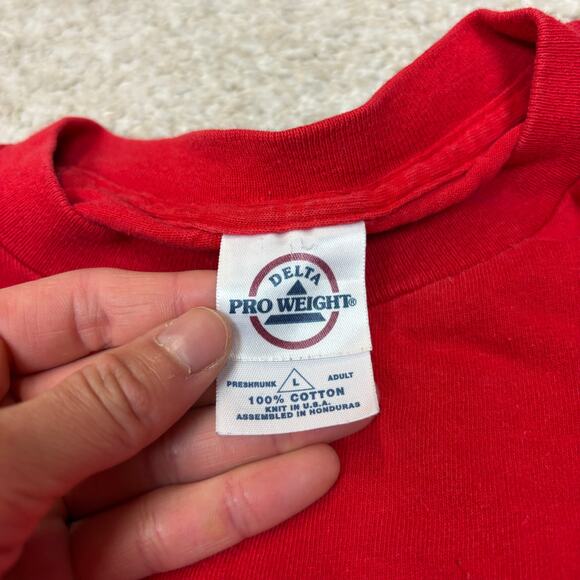 DELTA
PRO WEIGHT®
PRESHRUNK L ADULT
100% COTTON
KNIT IN U.S.A.
ASSEMBLED IN HONDURAS